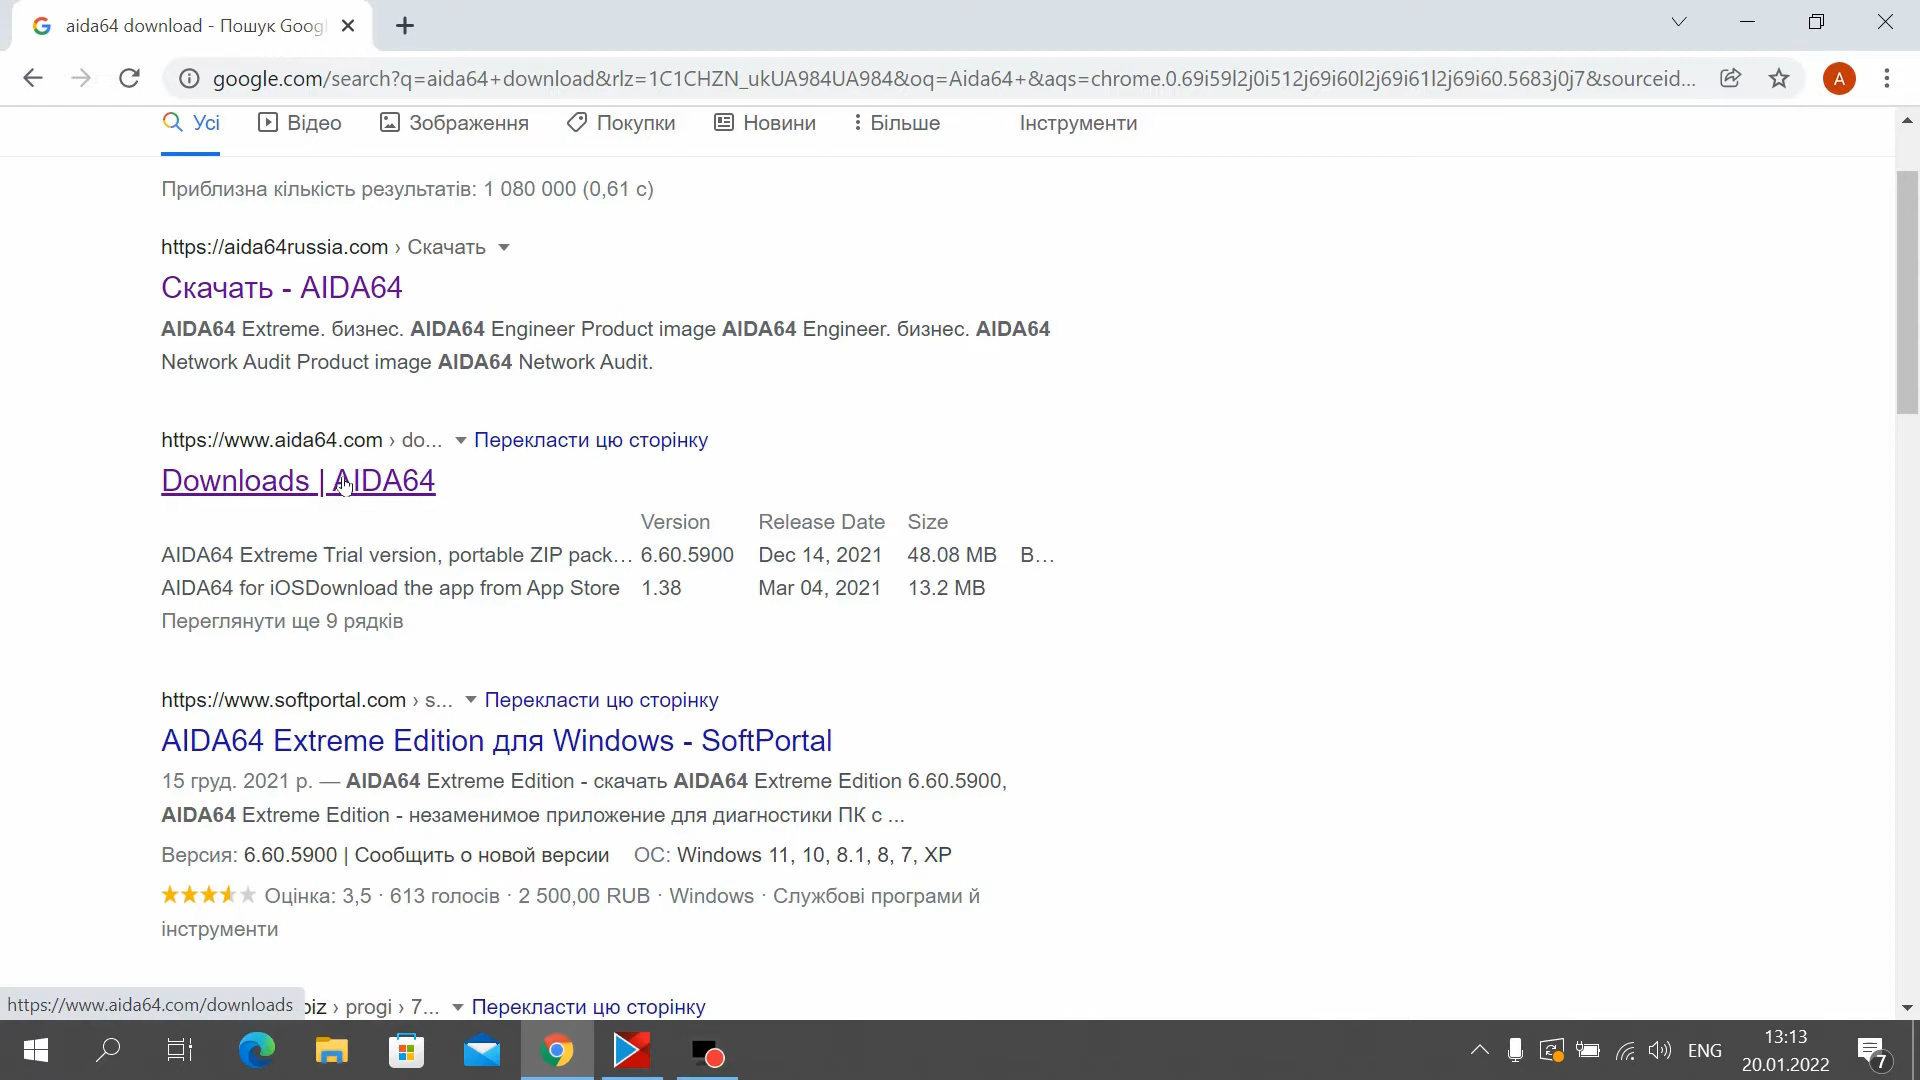 aida64 download - Пошук Googl
google.com/search?q=aida64+download&rlz=1C1CHZN_ukUA984UA984&oq=Aida64+&aqs=chrome.0.69i59l2j0i512j69i60l2j69i61l2j69i60.5683j0j7&sourceid... A
Усі Відео Зображення Покупки Новини Більше Інструменти
Приблизна кількість результатів: 1 080 000 (0,61 с)
https://aida64russia.com › Скачать
Скачать - AIDA64
AIDA64 Extreme. бизнес. AIDA64 Engineer Product image AIDA64 Engineer. бизнес. AIDA64
Network Audit Product image AIDA64 Network Audit.
https://www.aida64.com › do... Перекласти цю сторінку
Downloads | AIDA64
Version Release Date Size
AIDA64 Extreme Trial version, portable ZIP pack... 6.60.5900 Dec 14, 2021 48.08 MB B...
AIDA64 for iOSDownload the app from App Store 1.38 Mar 04, 2021 13.2 MB
Переглянути ще 9 рядків
https://www.softportal.com › s... Перекласти цю сторінку
AIDA64 Extreme Edition для Windows - SoftPortal
15 груд. 2021 р. — AIDA64 Extreme Edition - скачать AIDA64 Extreme Edition 6.60.5900,
AIDA64 Extreme Edition - незаменимое приложение для диагностики ПК с ...
Версия: 6.60.5900 | Сообщить о новой версии ОС: Windows 11, 10, 8.1, 8, 7, XP
Оцінка: 3,5 · 613 голосів · 2 500,00 RUB · Windows · Службові програми й
інструменти
https://www.aida64.com/downloads biz › progi › 7... Перекласти цю сторінку
ENG
13:13
20.01.2022
7